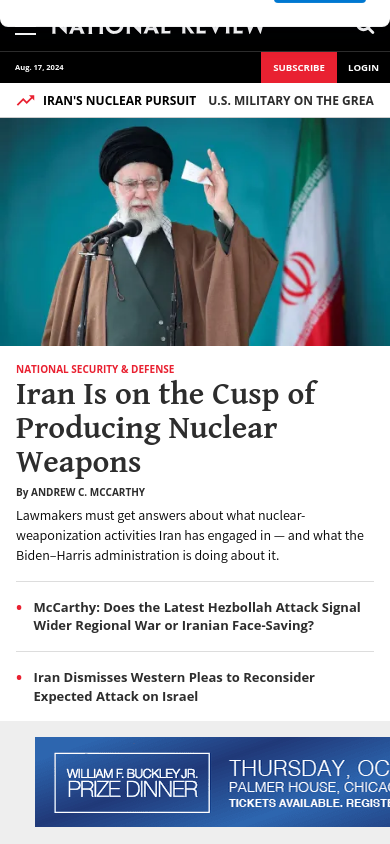 NATIONAL REVIEW
Aug. 17, 2024
SUBSCRIBE
LOGIN
IRAN'S NUCLEAR PURSUIT
U.S. MILITARY ON THE GREA
NATIONAL SECURITY & DEFENSE
Iran Is on the Cusp of
Producing Nuclear
Weapons
By ANDREW C. MCCARTHY
Lawmakers must get answers about what nuclear-
weaponization activities Iran has engaged in — and what the
Biden–Harris administration is doing about it.
McCarthy: Does the Latest Hezbollah Attack Signal
Wider Regional War or Iranian Face-Saving?
Iran Dismisses Western Pleas to Reconsider
Expected Attack on Israel
WILLIAM F. BUCKLEY JR.
PRIZE DINNER
THURSDAY, OC
PALMER HOUSE, CHICA
TICKETS AVAILABLE. REGISTE